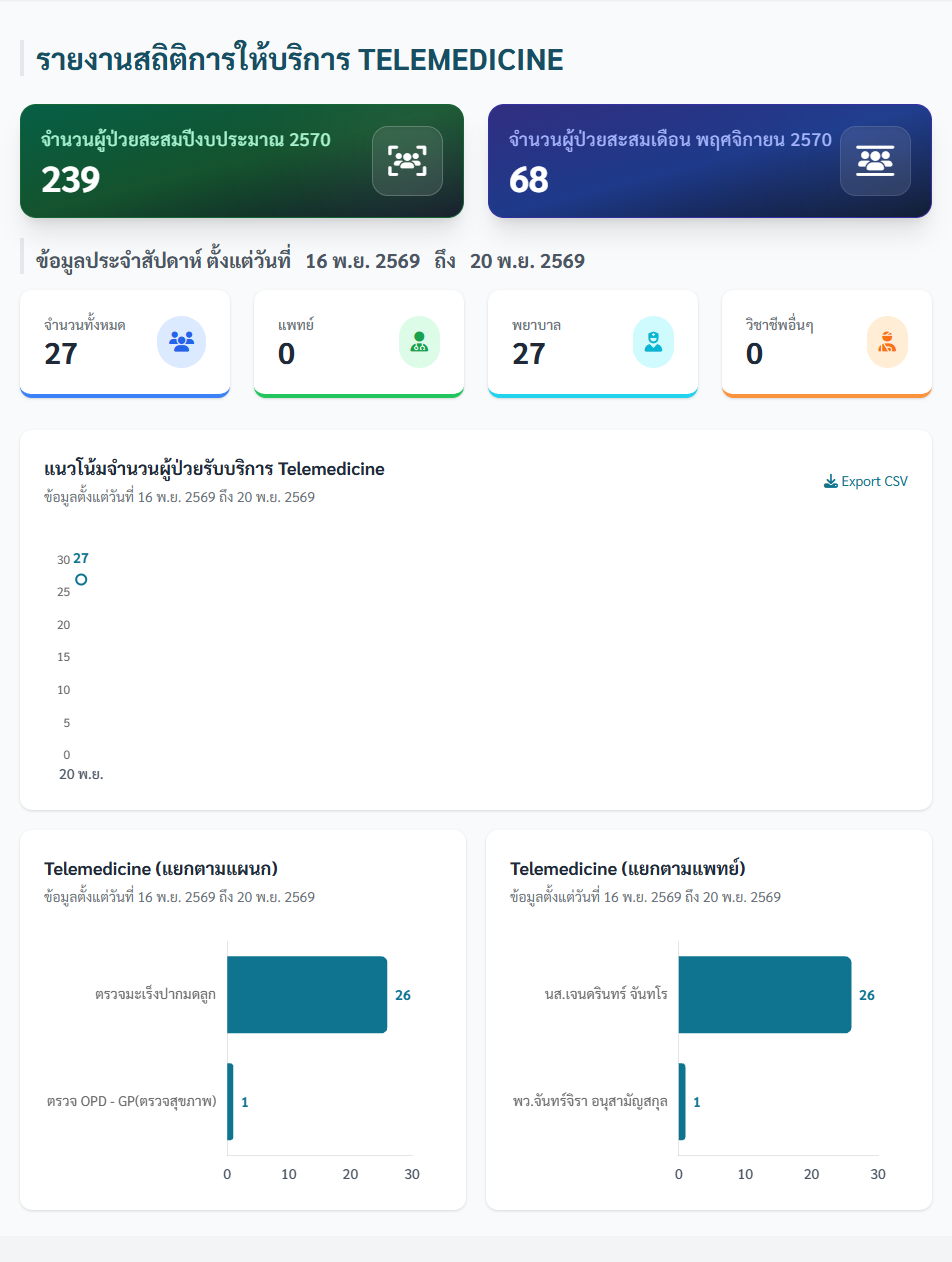 รายงานสถิติการให้บริการ TELEMEDICINE
จำนวนผู้ป่วยสะสมปีงบประมาณ 2570
239
จำนวนผู้ป่วยสะสมเดือน พฤศจิกายน 2570
68
ข้อมูลประจำสัปดาห์ ตั้งแต่วันที่ 16 พ.ย. 2569 ถึง 20 พ.ย. 2569
จำนวนทั้งหมด
27
แพทย์
0
พยาบาล
27
วิชาชีพอื่นๆ
0
แนวโน้มจำนวนผู้ป่วยรับบริการ Telemedicine
ข้อมูลตั้งแต่วันที่ 16 พ.ย. 2569 ถึง 20 พ.ย. 2569
Export CSV
30 27
25
20
15
10
5
0
20 พ.ย.
Telemedicine (แยกตามแผนก)
ข้อมูลตั้งแต่วันที่ 16 พ.ย. 2569 ถึง 20 พ.ย. 2569
ตรวจมะเร็งปากมดลูก 26
ตรวจ OPD - GP(ตรวจสุขภาพ) 1
0 10 20 30
Telemedicine (แยกตามแพทย์)
ข้อมูลตั้งแต่วันที่ 16 พ.ย. 2569 ถึง 20 พ.ย. 2569
นส.เจนดรินทร์ จันทโร 26
พว.จันทร์จิรา อนุสามัญสกุล 1
0 10 20 30